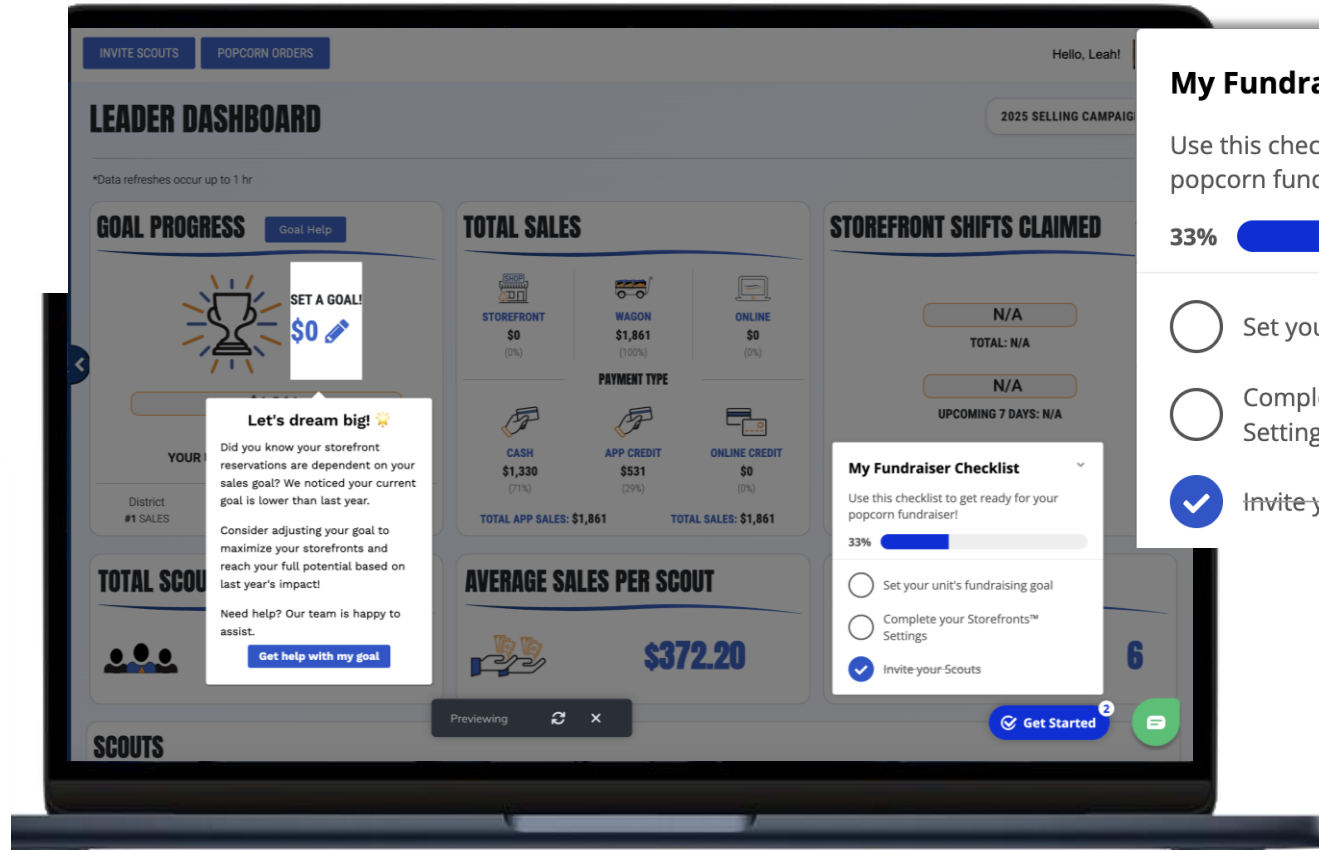 INVITE SCOUTS
POPCORN ORDERS
Hello, Leah!
LEADER DASHBOARD
2025 SELLING CAMPAIG
*Data refreshes occur up to 1 hr
GOAL PROGRESS
Goal Help
SET A GOAL!
$0
YOUR
District
#1 SALES
Let's dream big! 🌟
Did you know your storefront
reservations are dependent on your
sales goal? We noticed your current
goal is lower than last year.
Consider adjusting your goal to
maximize your storefronts and
reach your full potential based on
last year's impact!
Need help? Our team is happy to
assist.
Get help with my goal
TOTAL SALES
SHOP
STOREFRONT
$0
(0%)
WAGON
$1,861
(100%)
ONLINE
$0
(0%)
PAYMENT TYPE
CASH
$1,330
(71%)
APP CREDIT
$531
(29%)
ONLINE CREDIT
$0
(0%)
TOTAL APP SALES: $1,861
TOTAL SALES: $1,861
STOREFRONT SHIFTS CLAIMED
N/A
TOTAL: N/A
N/A
UPCOMING 7 DAYS: N/A
My Fundraiser Checklist
Use this checklist to get ready for your
popcorn fundraiser!
33%
Set your unit's fundraising goal
Complete your Storefronts™
Settings
Invite your Scouts
TOTAL SCOU
AVERAGE SALES PER SCOUT
$372.20
6
Previewing
Get Started
2
SCOUTS
My Fundra
Use this chec
popcorn fund
33%
Set you
Comple
Setting
Invite y